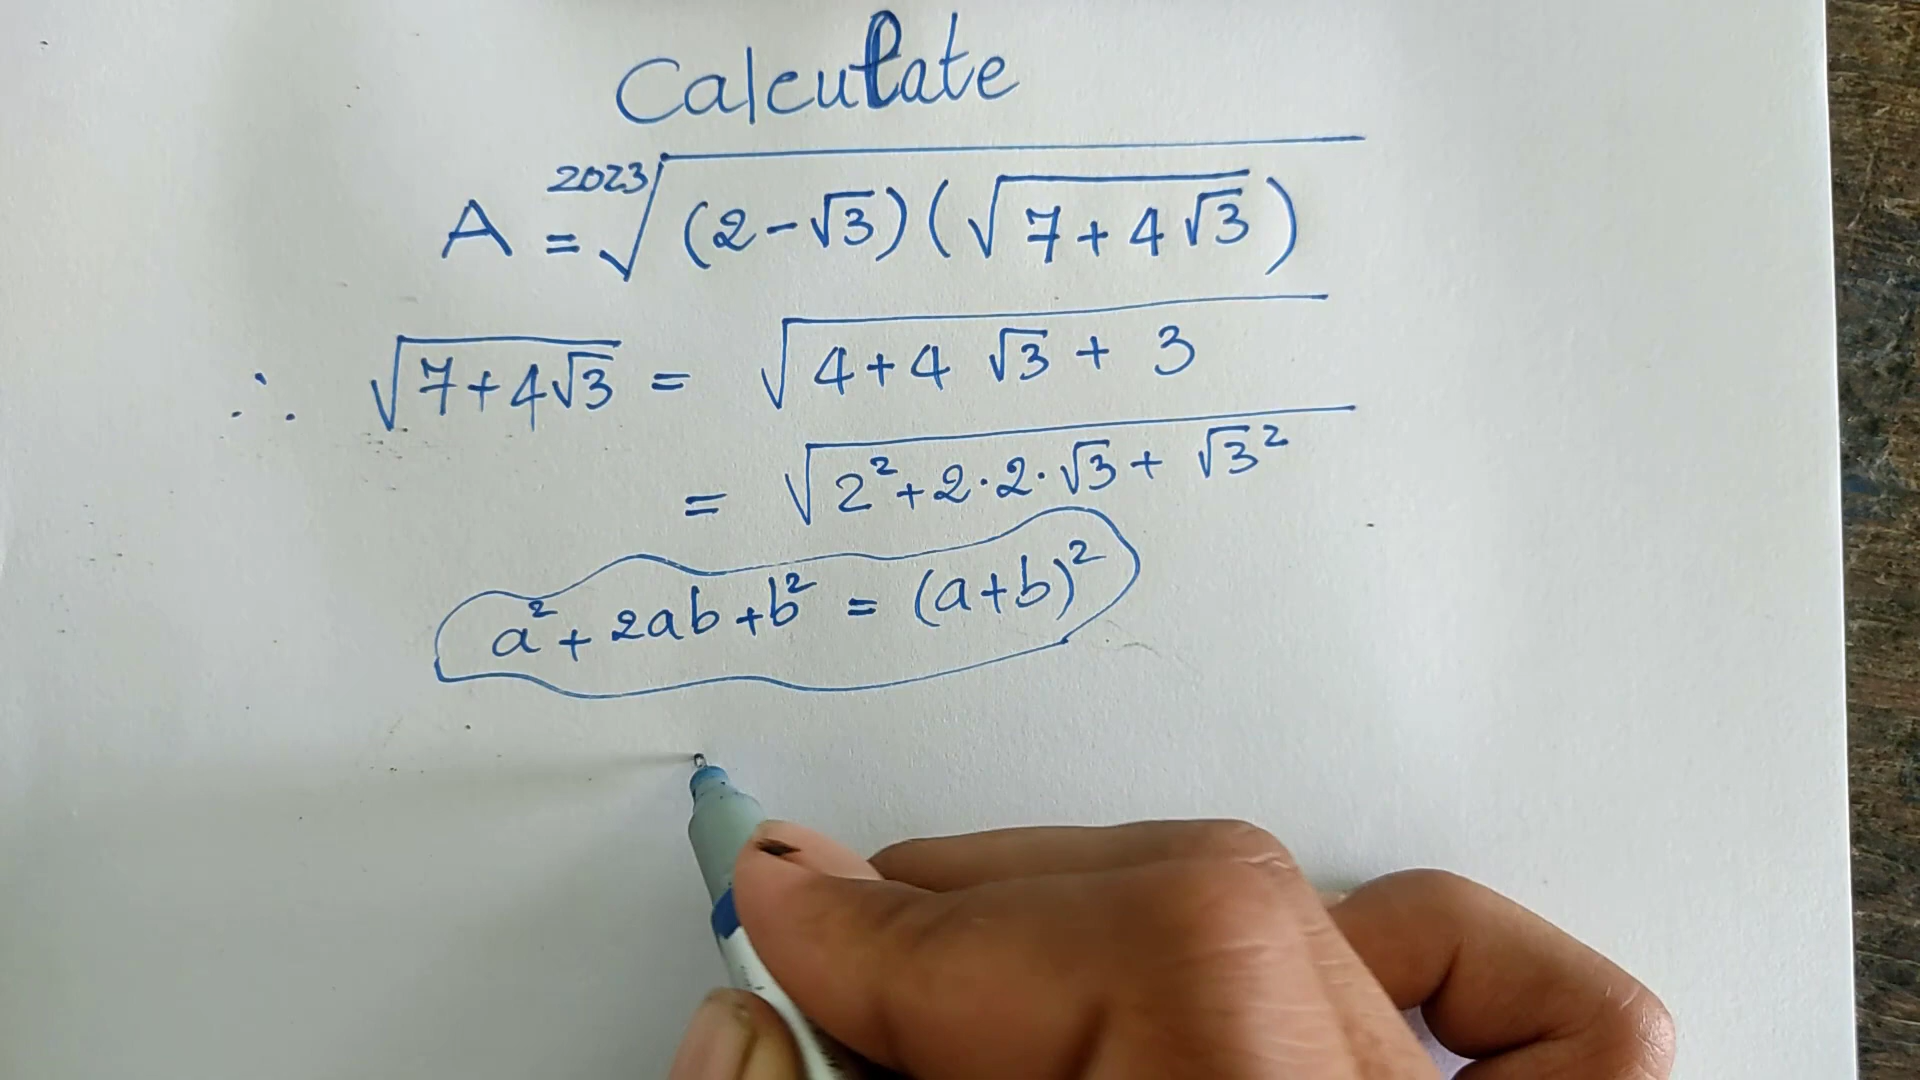 Calculate
A = ²⁰²³√((2-√3)(√(7+4√3)))
∴ √(7+4√3) = √(4+4√3+3)
= √(2²+2·2·√3+√3²)
a²+2ab+b² = (a+b)²